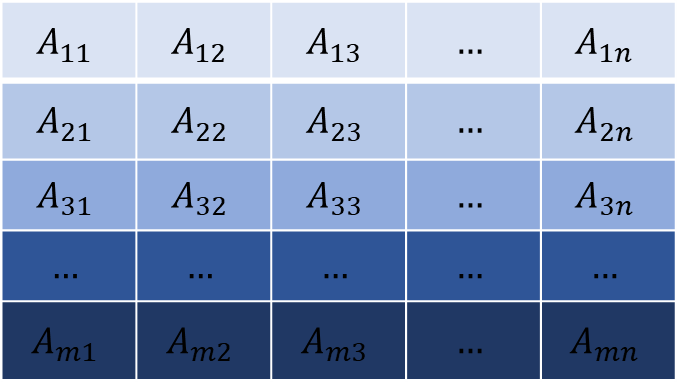 A₁₁ A₁₂ A₁₃ ... A₁ₙ
A₂₁ A₂₂ A₂₃ ... A₂ₙ
A₃₁ A₃₂ A₃₃ ... A₃ₙ
... ... ... ... ...
Aₘ₁ Aₘ₂ Aₘ₃ ... Aₘₙ